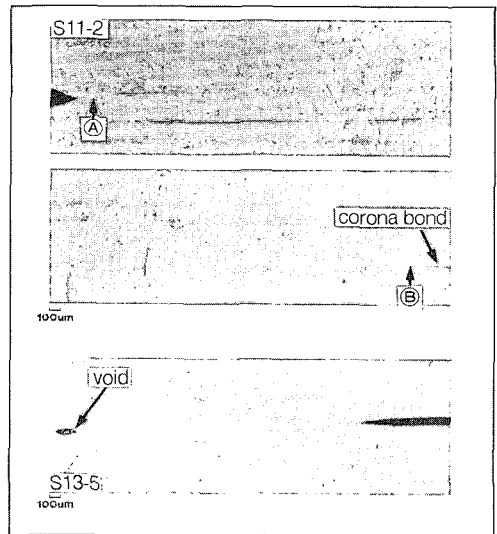 S11-2
Ⓐ
corona bond
Ⓑ
100um
void
S13-5
100um